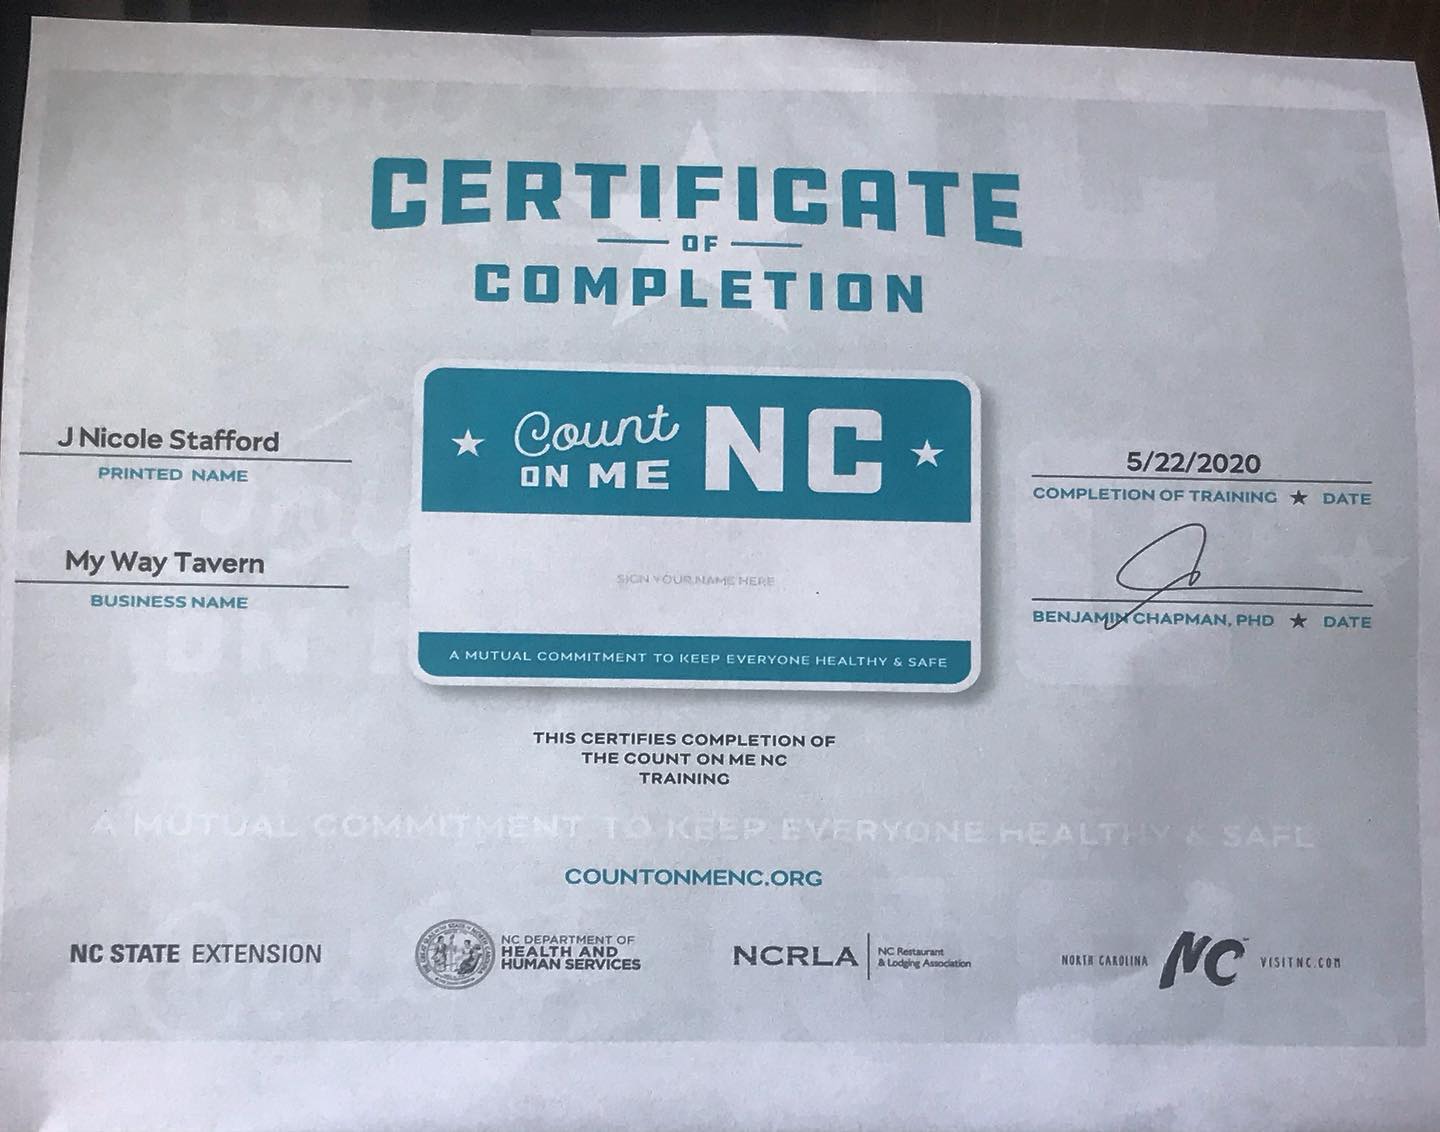 CERTIFICATE
OF
COMPLETION
J Nicole Stafford
PRINTED NAME
My Way Tavern
BUSINESS NAME
Count
ON ME NC
SIGN YOUR NAME HERE
A MUTUAL COMMITMENT TO KEEP EVERYONE HEALTHY & SAFE
5/22/2020
COMPLETION OF TRAINING ★ DATE
BENJAMIN CHAPMAN, PHD ★ DATE
THIS CERTIFIES COMPLETION OF
THE COUNT ON ME NC
TRAINING
A MUTUAL COMMITMENT TO KEEP EVERYONE HEALTHY & SAFE
COUNTONMENC.ORG
NC STATE EXTENSION
NC DEPARTMENT OF
HEALTH AND
HUMAN SERVICES
NCRLA
NC Restaurant
& Lodging Association
NORTH CAROLINA NC VISITNC.COM